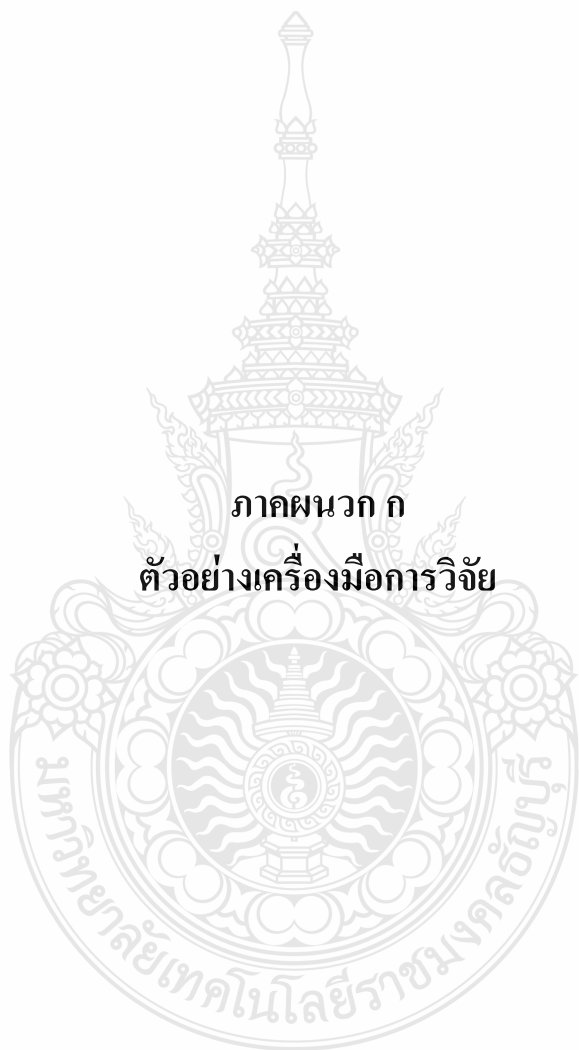 ภาคผนวก ก
ตัวอย่างเครื่องมือการวิจัย
มหาวิทยาลัยเทคโนโลยีราชมงคลธัญบุรี